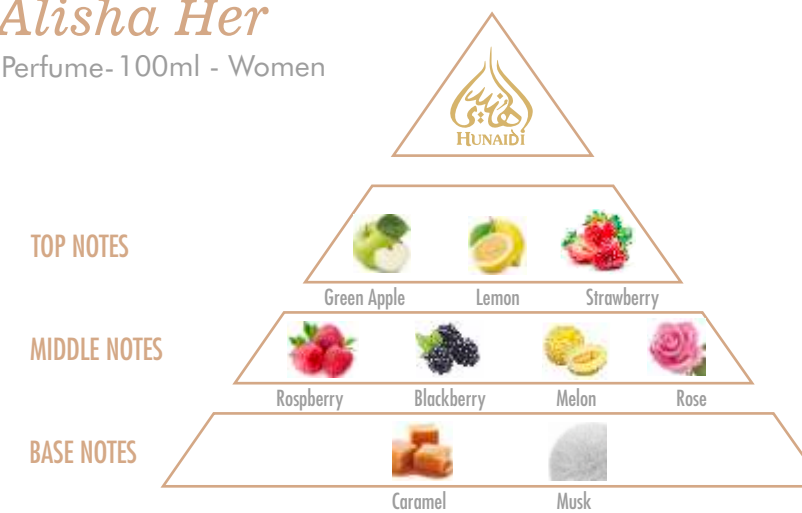 Alisha Her
Perfume-100ml - Women
هنيدي
HUNAIDI
TOP NOTES
Green Apple Lemon Strawberry
MIDDLE NOTES
Rospberry Blackberry Melon Rose
BASE NOTES
Caramel Musk